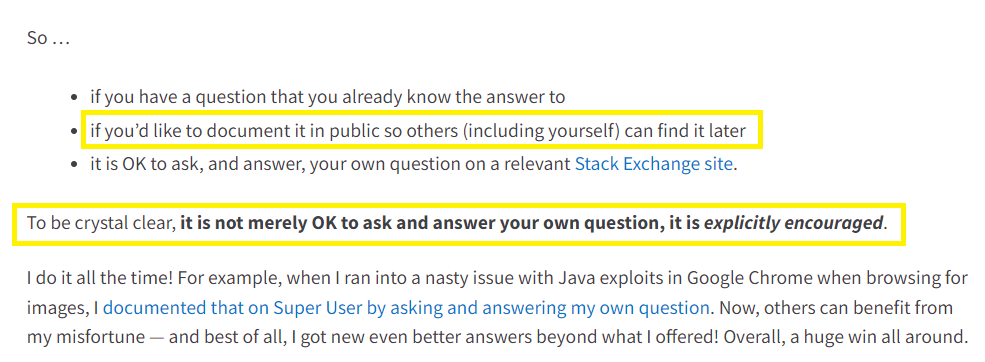 So …
if you have a question that you already know the answer to
if you’d like to document it in public so others (including yourself) can find it later
it is OK to ask, and answer, your own question on a relevant Stack Exchange site.
To be crystal clear, it is not merely OK to ask and answer your own question, it is explicitly encouraged.
I do it all the time! For example, when I ran into a nasty issue with Java exploits in Google Chrome when browsing for
images, I documented that on Super User by asking and answering my own question. Now, others can benefit from
my misfortune — and best of all, I got new even better answers beyond what I offered! Overall, a huge win all around.